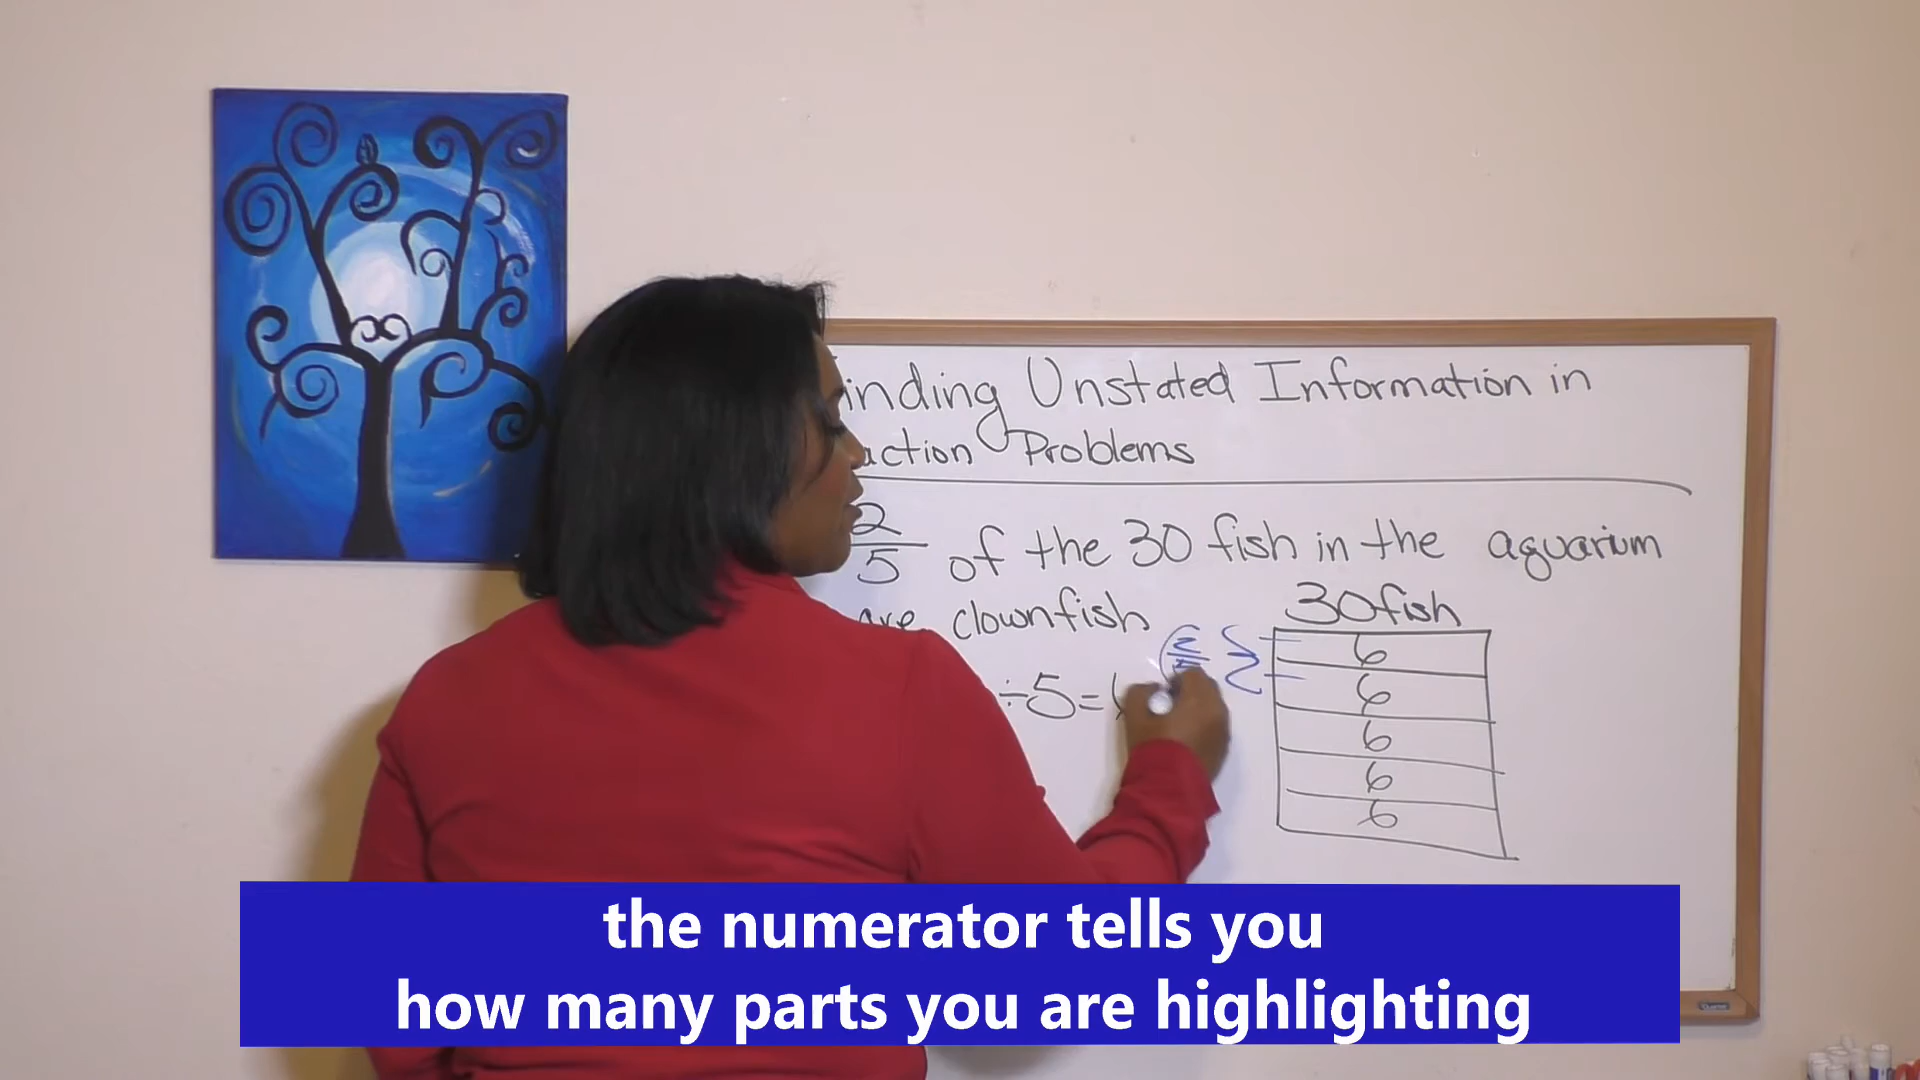 inding Unstated Information in
action Problems
2
5 of the 30 fish in the aquarium
are clownfish
30 fish
÷5=
6
6
6
6
6
the numerator tells you
how many parts you are highlighting